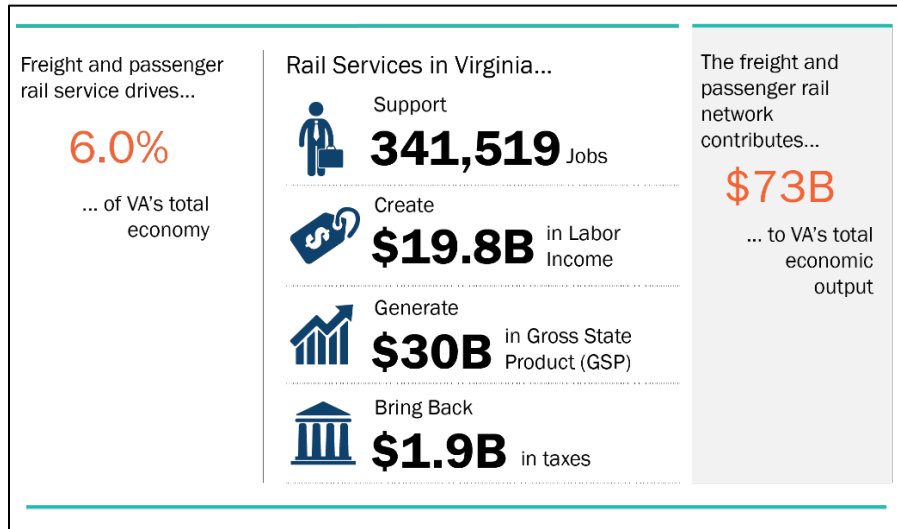 Freight and passenger
rail service drives...
6.0%
... of VA's total
economy
Rail Services in Virginia...
Support
341,519 Jobs
Create
$19.8B in Labor
Income
Generate
$30B in Gross State
Product (GSP)
Bring Back
$1.9B in taxes
The freight and
passenger rail
network
contributes...
$73B
... to VA's total
economic
output